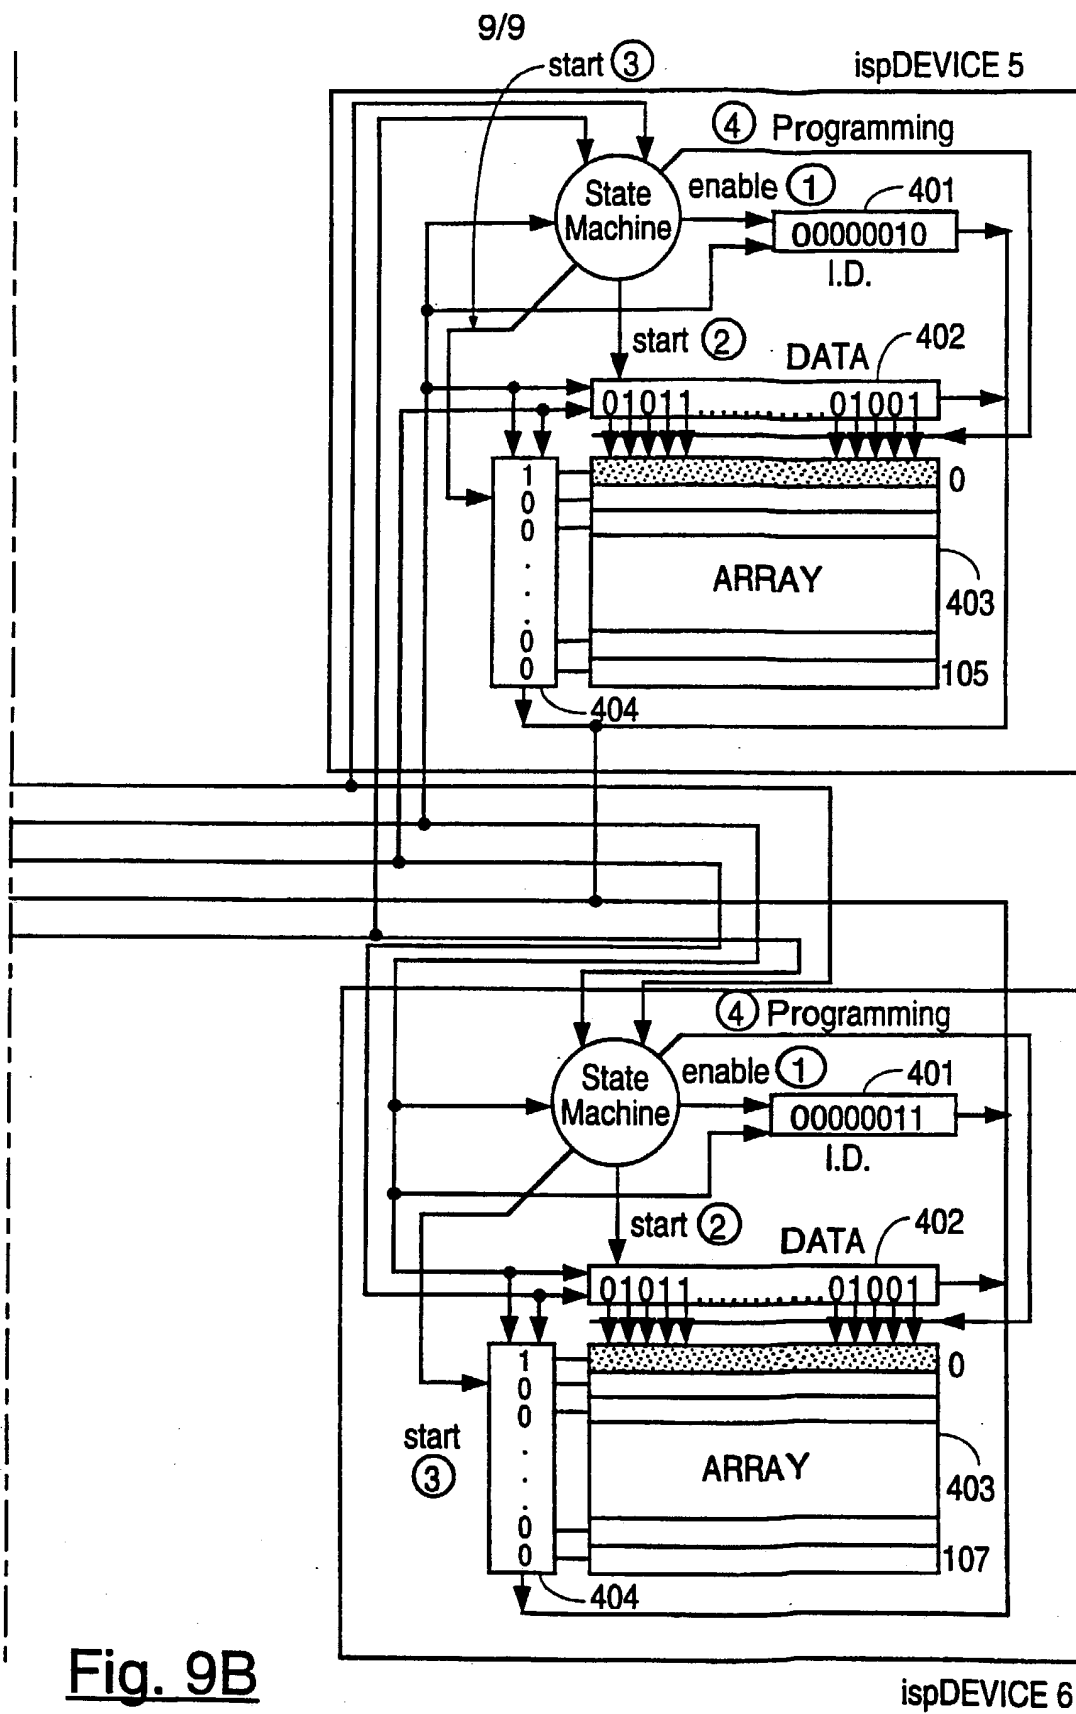 9/9
start ③
ispDEVICE 5
④ Programming
State
Machine
enable ①
401
00000010
I.D.
start ②
DATA
402
01011.............01001
1
0
0
.
.
.
0
0
0
ARRAY
403
105
404
④ Programming
State
Machine
enable ①
401
00000011
I.D.
start ②
DATA
402
01011.............01001
1
0
0
.
.
.
0
0
0
start
③
ARRAY
403
107
404
Fig. 9B
ispDEVICE 6